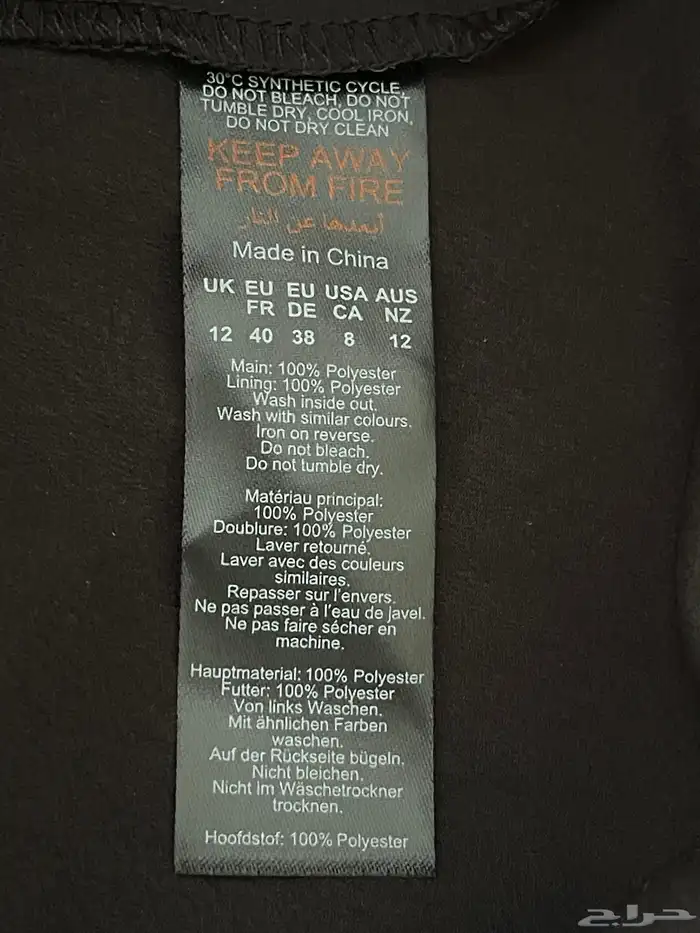 30°C SYNTHETIC CYCLE,
DO NOT BLEACH, DO NOT
TUMBLE DRY, COOL IRON,
DO NOT DRY CLEAN
KEEP AWAY
FROM FIRE
أبعدها عن النار
Made in China
UK EU EU USA AUS
FR DE CA NZ
12 40 38 8 12
Main: 100% Polyester
Lining: 100% Polyester
Wash inside out.
Wash with similar colours.
Iron on reverse.
Do not bleach.
Do not tumble dry.
Matériau principal:
100% Polyester
Doublure: 100% Polyester
Laver retourné.
Laver avec des couleurs
similaires.
Repasser sur l'envers.
Ne pas passer à l'eau de javel.
Ne pas faire sécher en
machine.
Hauptmaterial: 100% Polyester
Futter: 100% Polyester
Von links Waschen.
Mit ähnlichen Farben
waschen.
Auf der Rückseite bügeln.
Nicht bleichen.
Nicht Im Wäschetrockner
trocknen.
Hoofdstof: 100% Polyester
حراج